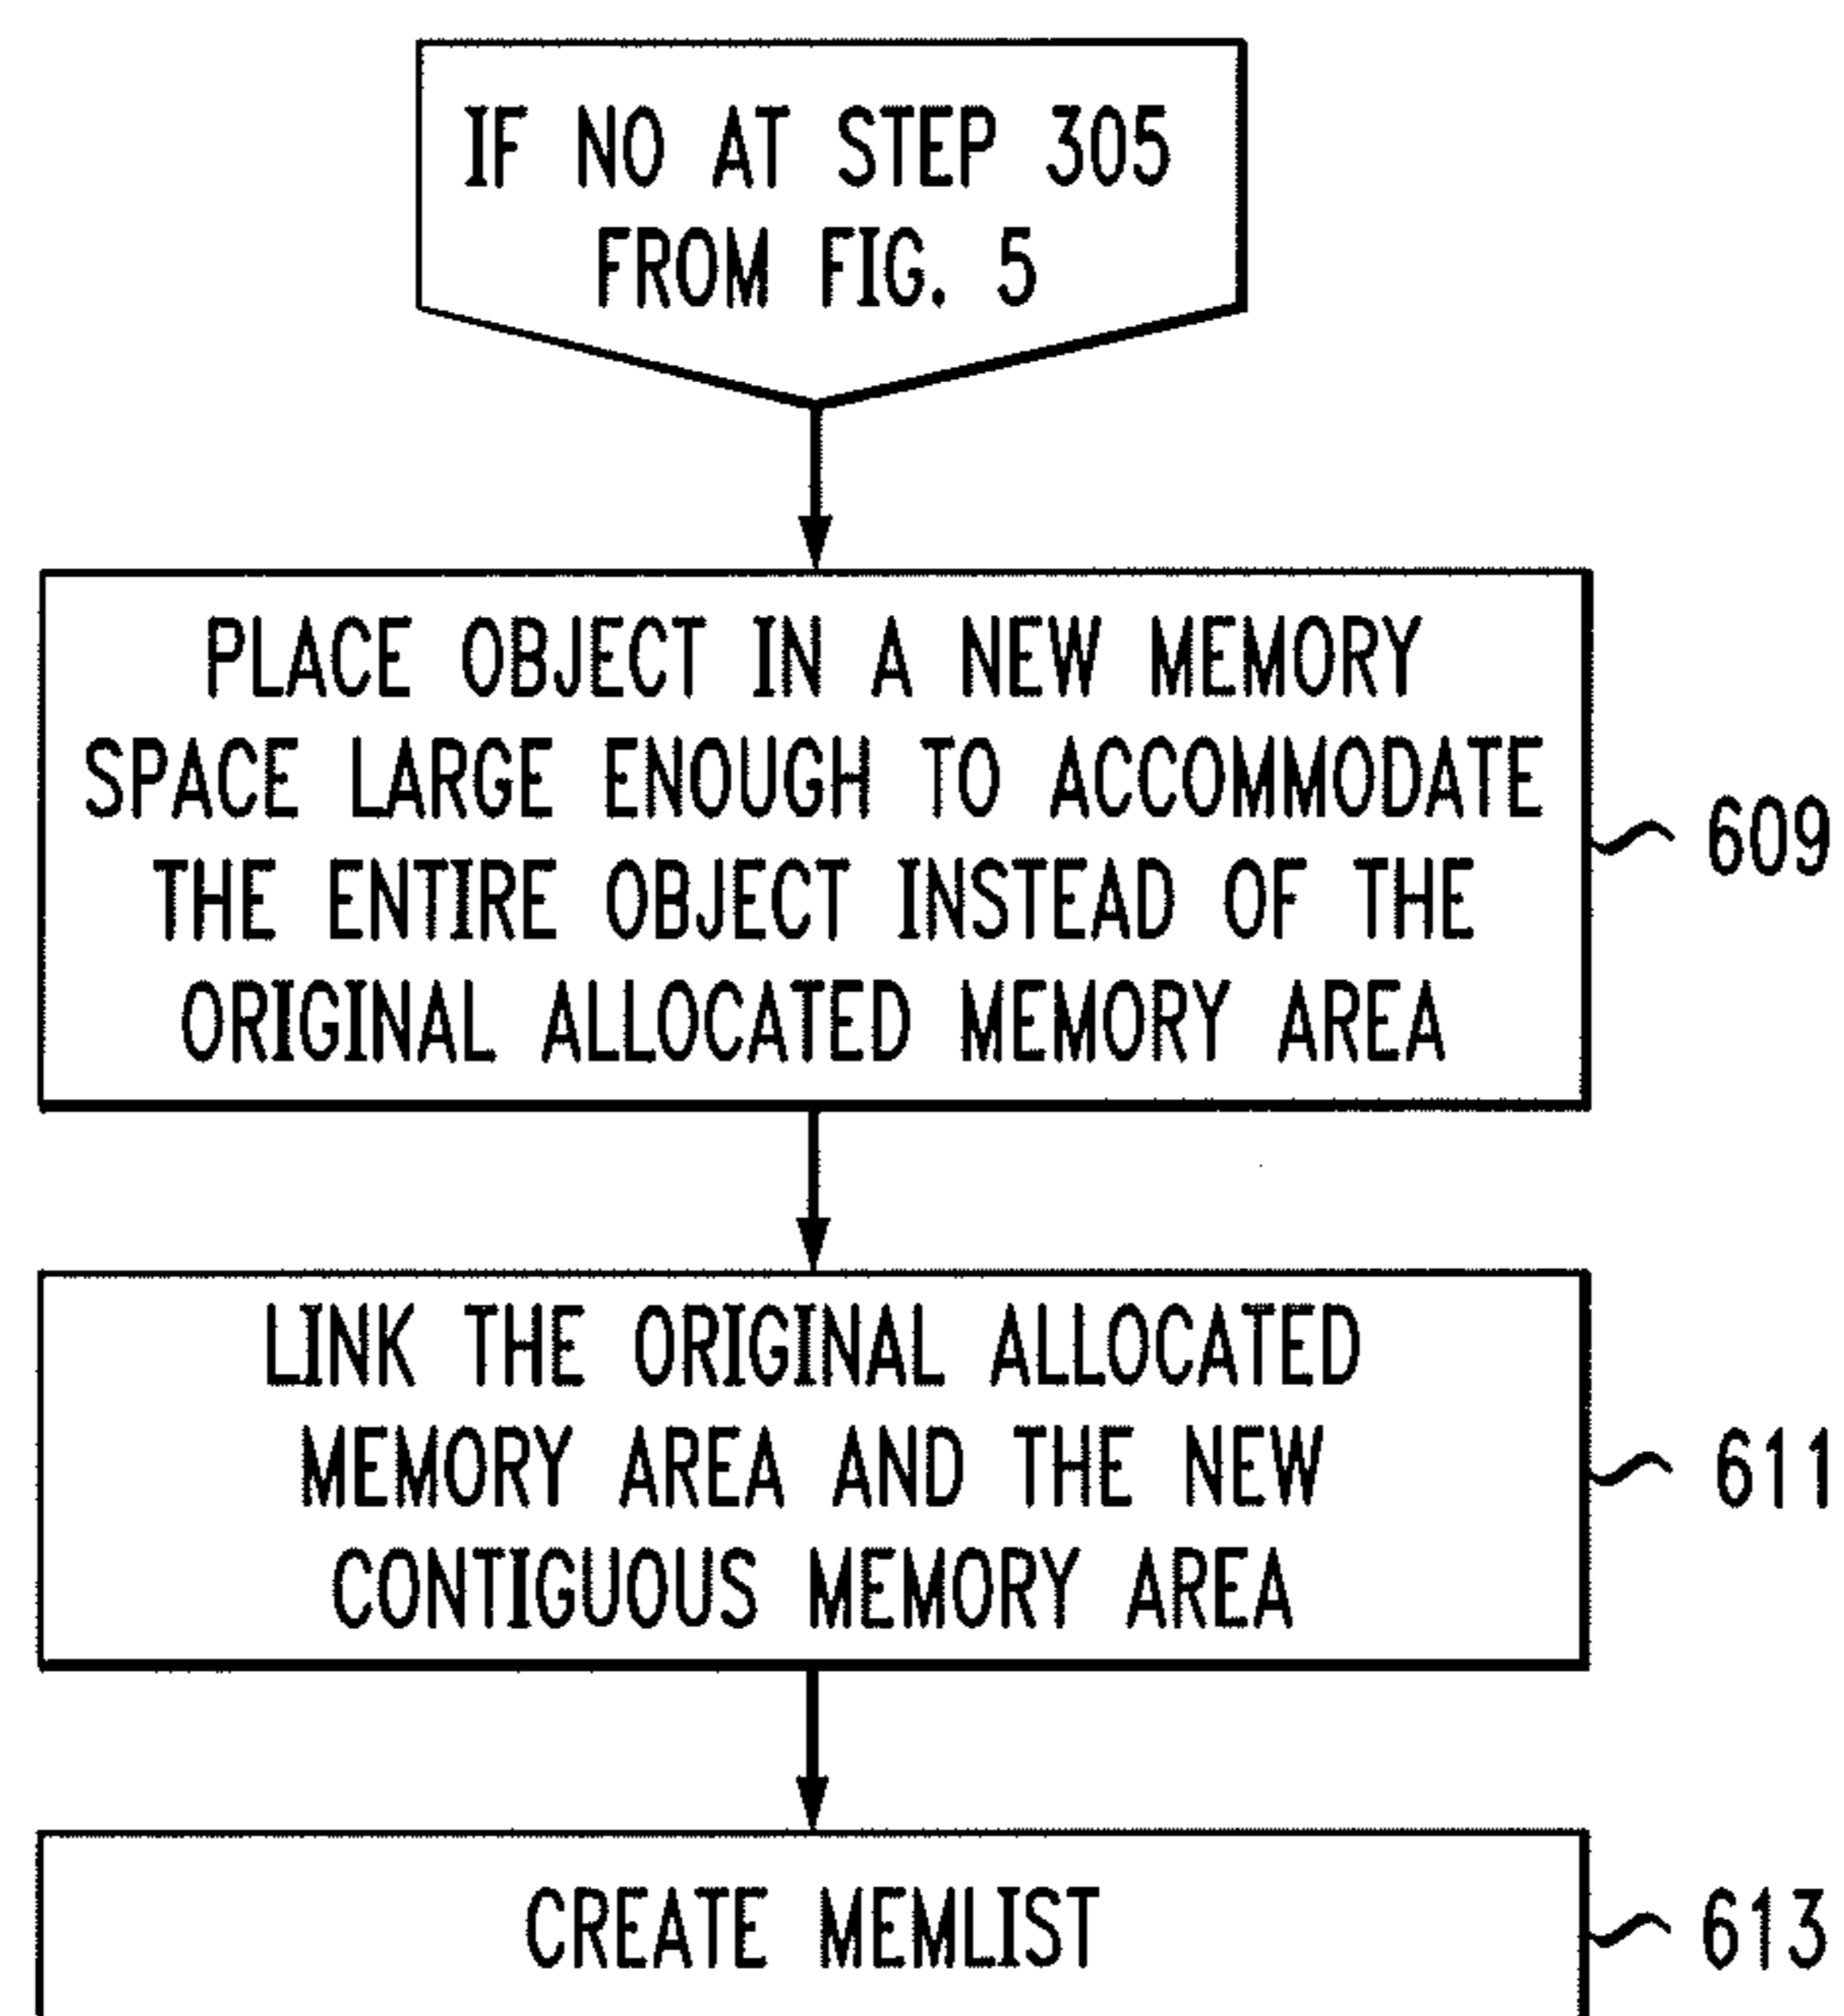 IF NO AT STEP 305
FROM FIG. 5
PLACE OBJECT IN A NEW MEMORY
SPACE LARGE ENOUGH TO ACCOMMODATE
THE ENTIRE OBJECT INSTEAD OF THE
ORIGINAL ALLOCATED MEMORY AREA
609
LINK THE ORIGINAL ALLOCATED
MEMORY AREA AND THE NEW
CONTIGUOUS MEMORY AREA
611
CREATE MEMLIST
613